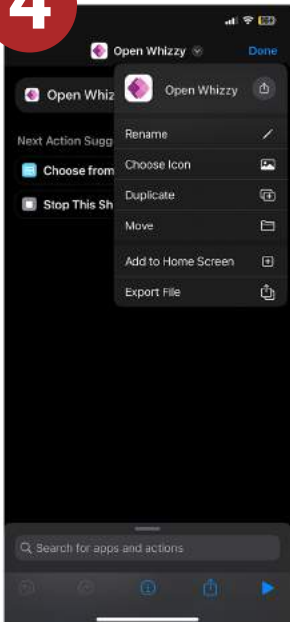 4
Open Whizzy
Done
Open Whiz
Open Whizzy
Next Action Sugg
Rename
Choose from
Choose Icon
Stop This Sh
Duplicate
Move
Add to Home Screen
Export File
Search for apps and actions